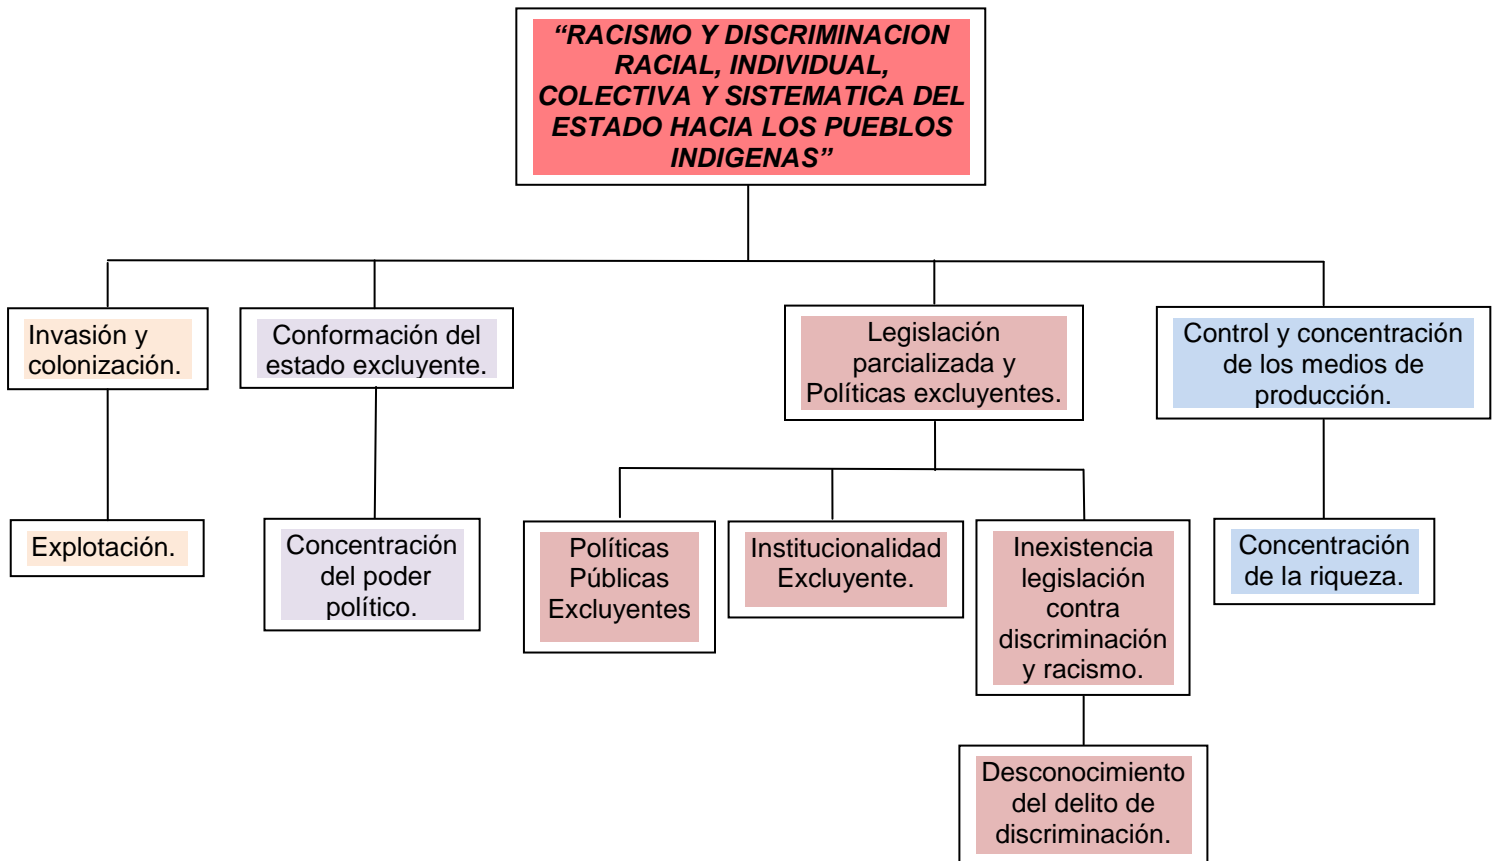 “RACISMO Y DISCRIMINACION
RACIAL, INDIVIDUAL,
COLECTIVA Y SISTEMATICA DEL
ESTADO HACIA LOS PUEBLOS
INDIGENAS”
Invasión y
colonización.
Conformación del
estado excluyente.
Legislación
parcializada y
Políticas excluyentes.
Control y concentración
de los medios de
producción.
Explotación.
Concentración
del poder
político.
Políticas
Públicas
Excluyentes
Institucionalidad
Excluyente.
Inexistencia
legislación
contra
discriminación
y racismo.
Concentración
de la riqueza.
Desconocimiento
del delito de
discriminación.